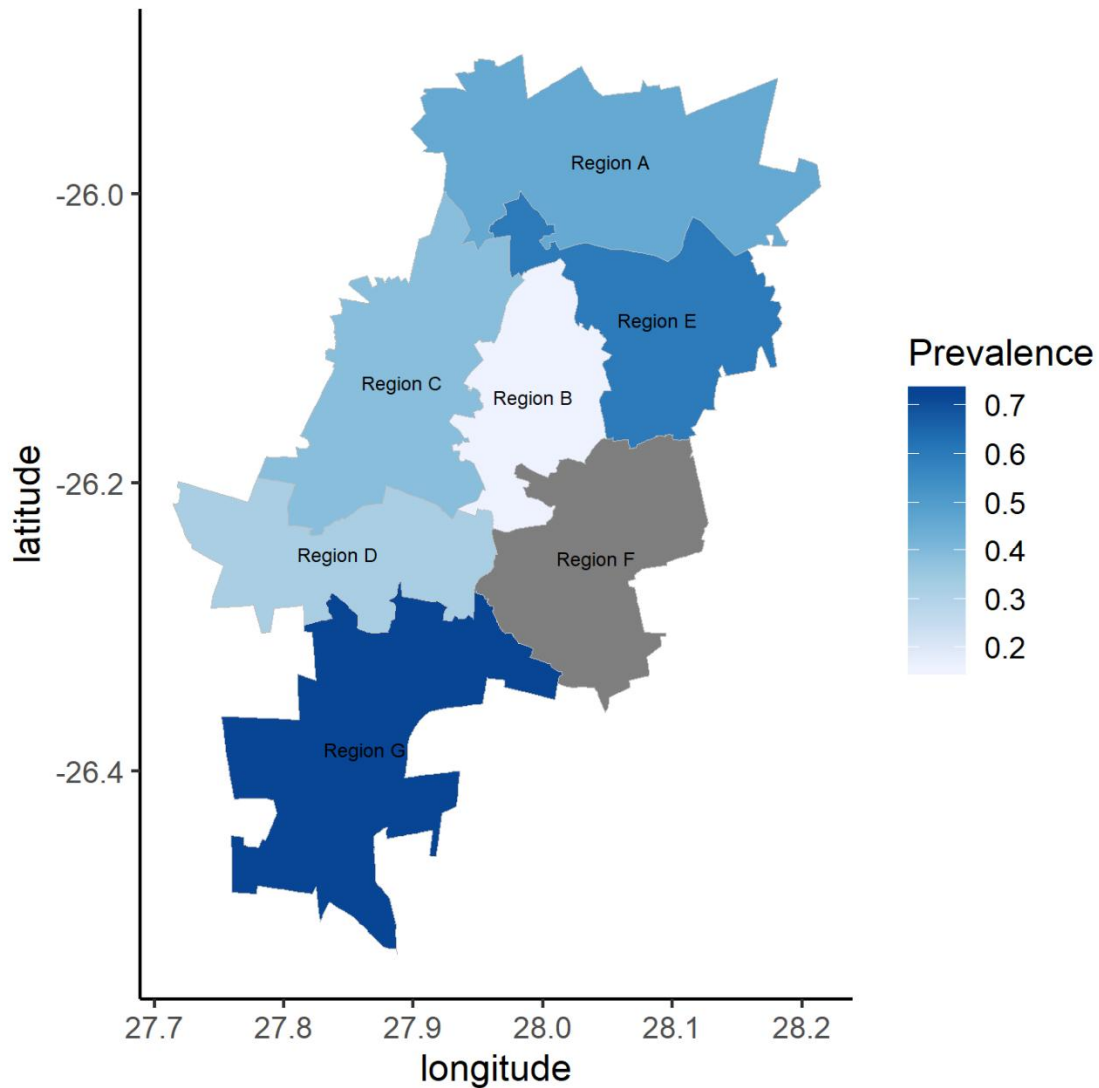 Region A
-26.0
Region E
Region C
Region B
-26.2
Region D
Region F
Region G
-26.4
latitude
27.7 27.8 27.9 28.0 28.1 28.2
longitude
Prevalence
0.7
0.6
0.5
0.4
0.3
0.2